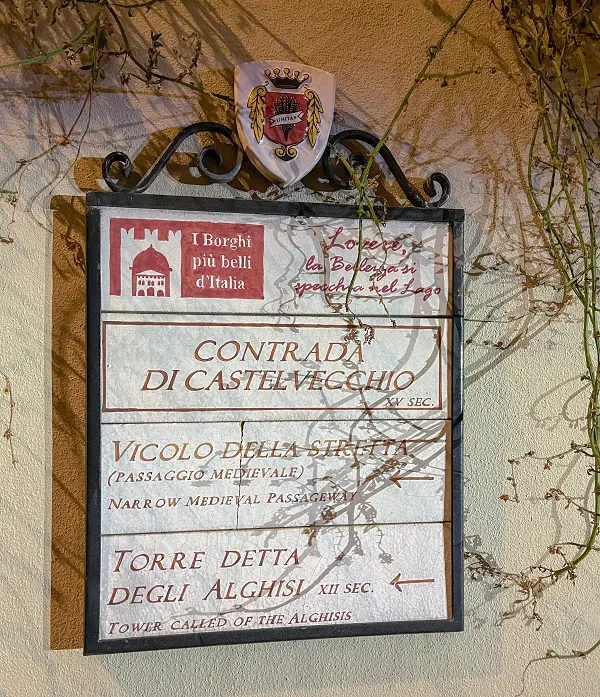 UNITAS
I Borghi
più belli
d'Italia
Lovere,
la Bellezza si
specchia nel Lago
CONTRADA
DI CASTELVECCHIO
XV SEC.
VICOLO DELLA STRETTA
(PASSAGGIO MEDIEVALE)
NARROW MEDIEVAL PASSAGEWAY
TORRE DETTA
DEGLI ALGHISI XII SEC.
TOWER CALLED OF THE ALGHISIS